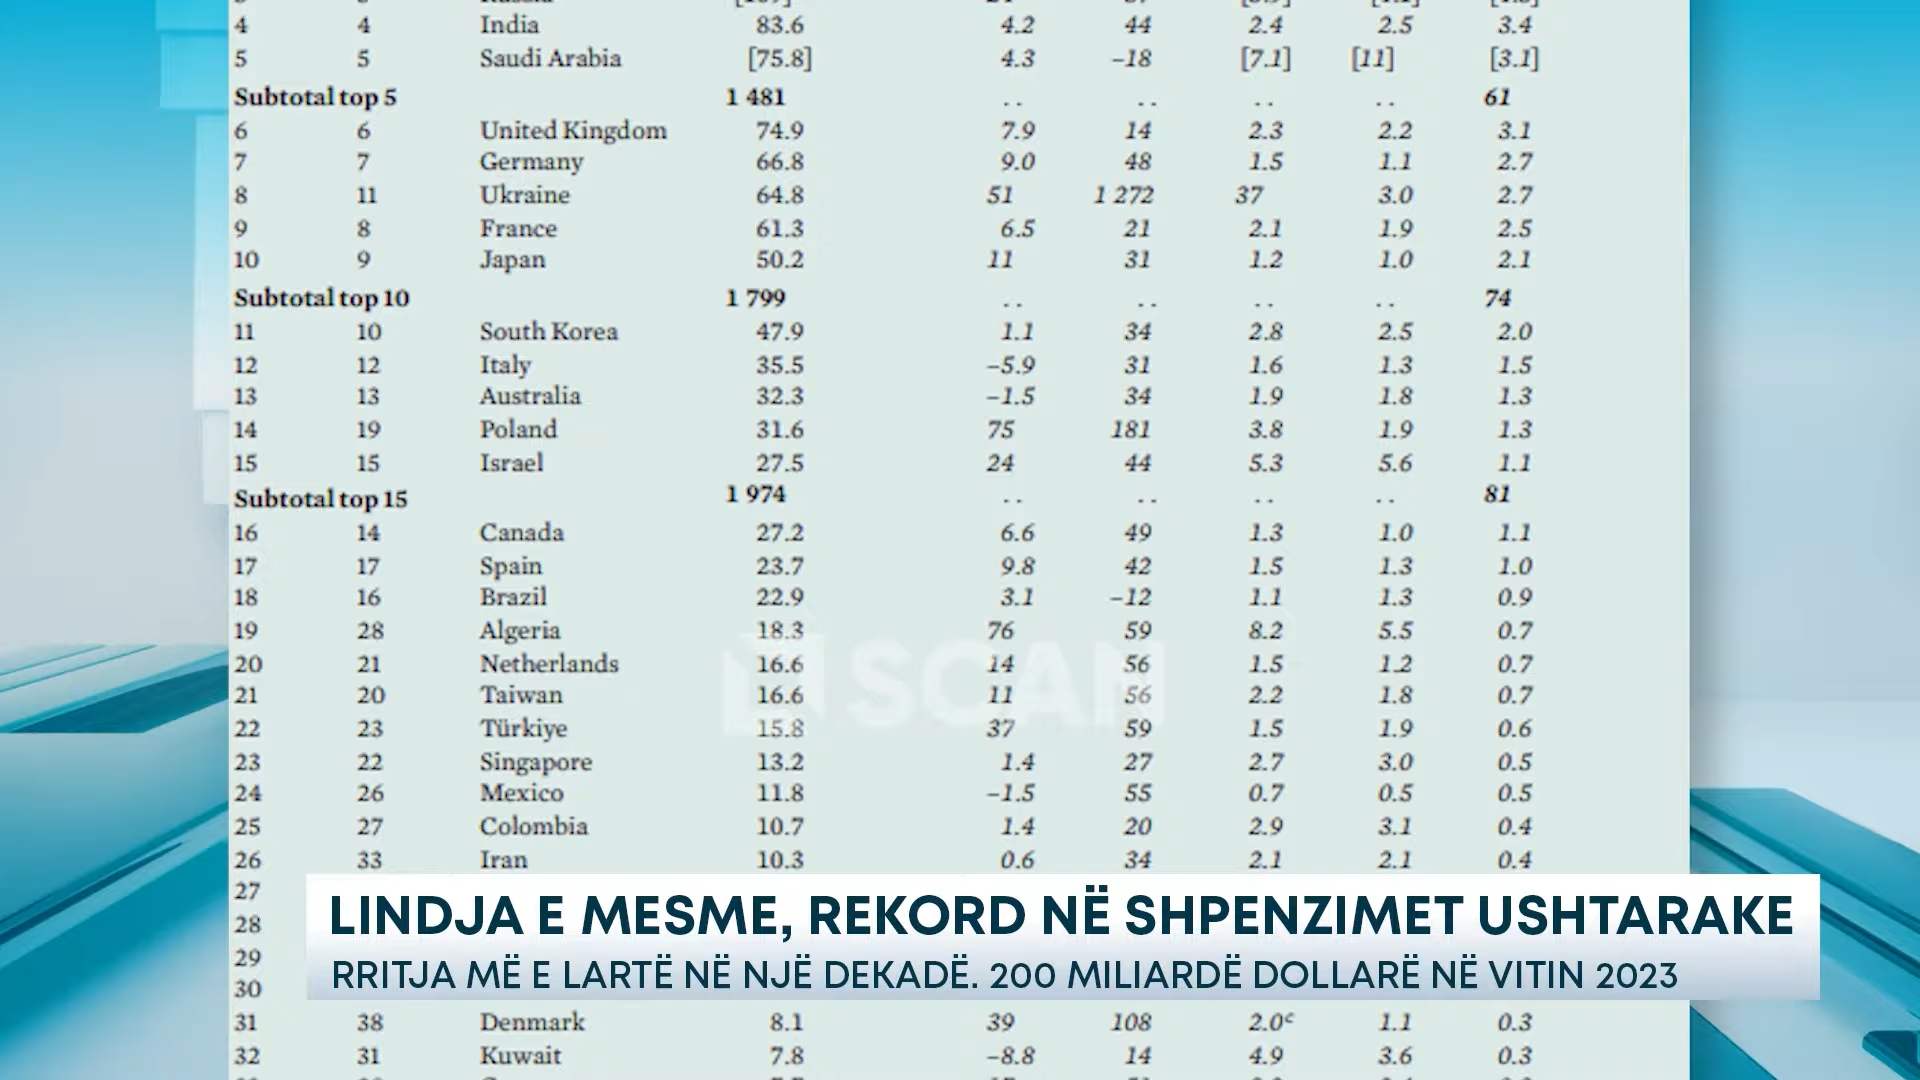 4 4 India 83.6 4.2 44 2.4 2.5 3.4
5 5 Saudi Arabia [75.8] 4.3 –18 [7.1] [11] [3.1]
Subtotal top 5 1 481 . . . . . . . . 61
6 6 United Kingdom 74.9 7.9 14 2.3 2.2 3.1
7 7 Germany 66.8 9.0 48 1.5 1.1 2.7
8 11 Ukraine 64.8 51 1 272 37 3.0 2.7
9 8 France 61.3 6.5 21 2.1 1.9 2.5
10 9 Japan 50.2 11 31 1.2 1.0 2.1
Subtotal top 10 1 799 . . . . . . . . 74
11 10 South Korea 47.9 1.1 34 2.8 2.5 2.0
12 12 Italy 35.5 –5.9 31 1.6 1.3 1.5
13 13 Australia 32.3 –1.5 34 1.9 1.8 1.3
14 19 Poland 31.6 75 181 3.8 1.9 1.3
15 15 Israel 27.5 24 44 5.3 5.6 1.1
Subtotal top 15 1 974 . . . . . . . . 81
16 14 Canada 27.2 6.6 49 1.3 1.0 1.1
17 17 Spain 23.7 9.8 42 1.5 1.3 1.0
18 16 Brazil 22.9 3.1 –12 1.1 1.3 0.9
19 28 Algeria 18.3 76 59 8.2 5.5 0.7
20 21 Netherlands 16.6 14 56 1.5 1.2 0.7
SCAN
21 20 Taiwan 16.6 11 56 2.2 1.8 0.7
22 23 Türkiye 15.8 37 59 1.5 1.9 0.6
23 22 Singapore 13.2 1.4 27 2.7 3.0 0.5
24 26 Mexico 11.8 –1.5 55 0.7 0.5 0.5
25 27 Colombia 10.7 1.4 20 2.9 3.1 0.4
26 33 Iran 10.3 0.6 34 2.1 2.1 0.4
27
LINDJA E MESME, REKORD NË SHPENZIMET USHTARAKE
28
29
RRITJA MË E LARTË NË NJË DEKADË. 200 MILIARDË DOLLARË NË VITIN 2023
30
31 38 Denmark 8.1 39 108 2.0ᶜ 1.1 0.3
32 31 Kuwait 7.8 –8.8 14 4.9 3.6 0.3